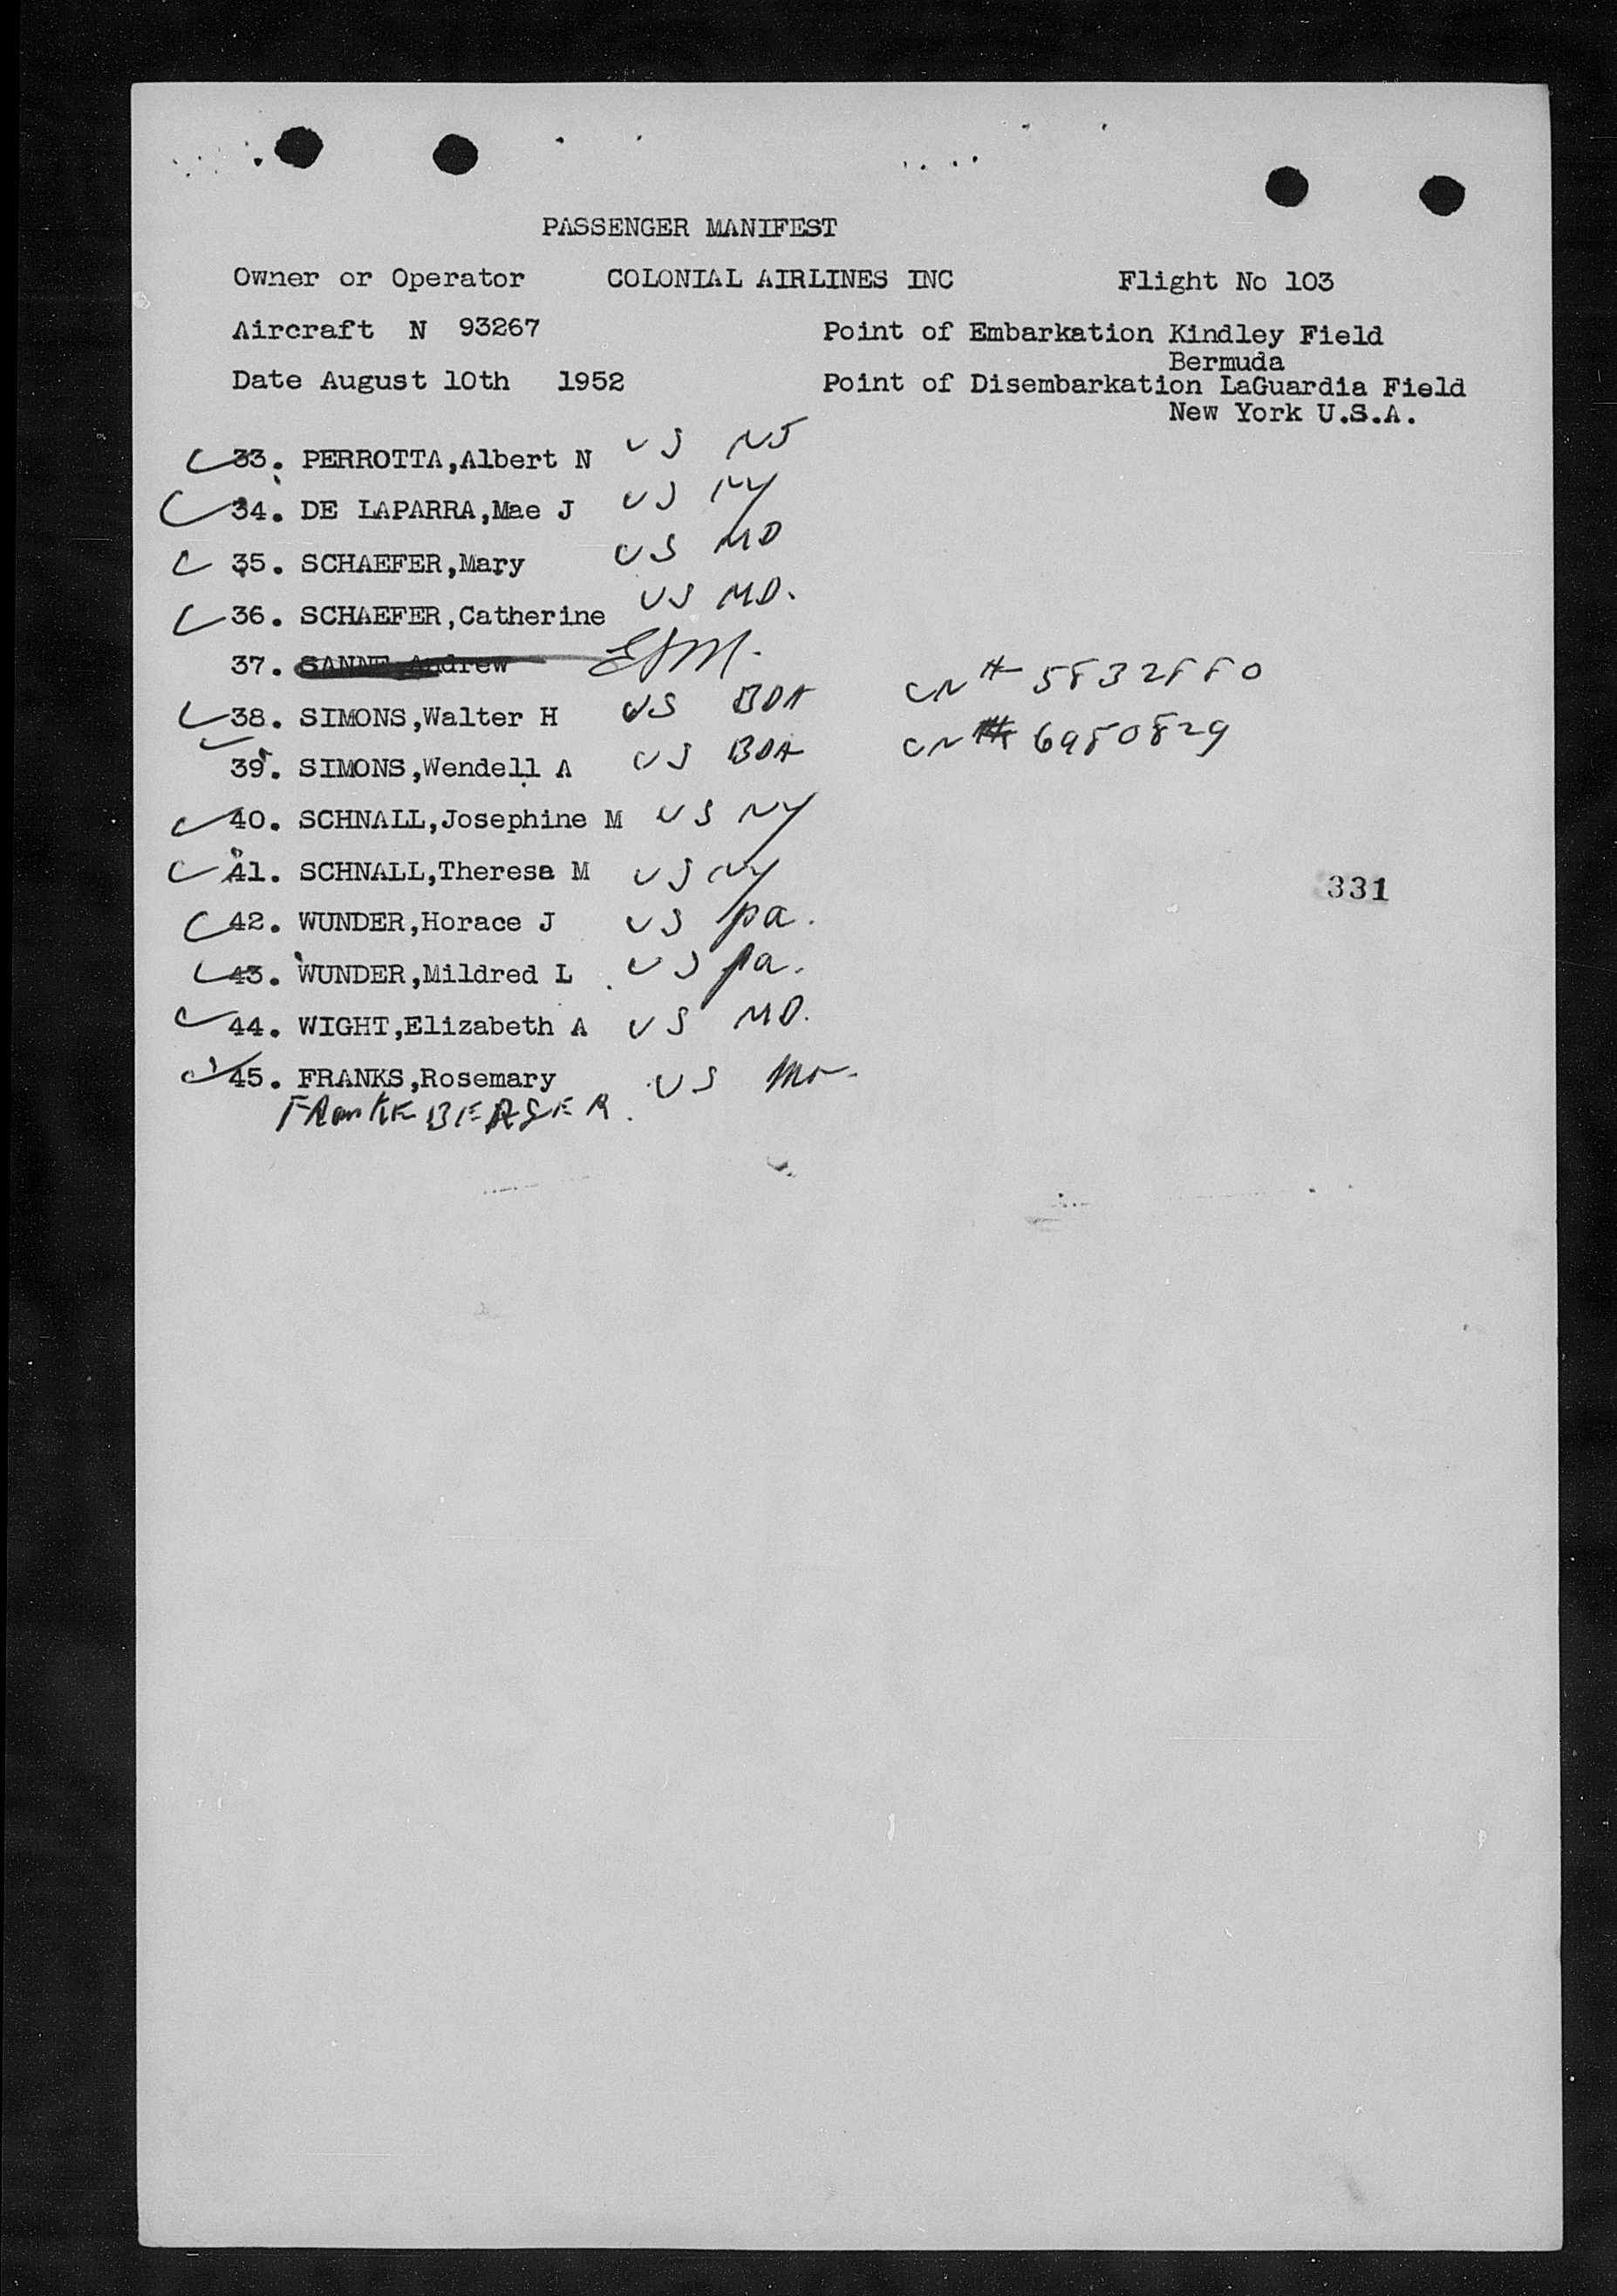 PASSENGER MANIFEST
Owner or Operator COLONIAL AIRLINES INC Flight No 103
Aircraft N 93267 Point of Embarkation Kindley Field
Bermuda
Date August 10th 1952 Point of Disembarkation LaGuardia Field
New York U.S.A.
33. PERROTTA,Albert N US NJ
34. DE LAPARRA,Mae J US NY
35. SCHAEFER,Mary US MD
36. SCHAEFER,Catherine US MD.
37. SANNE Andrew
38. SIMONS,Walter H US BDA CN # 5832880
39. SIMONS,Wendell A US BDA CN # 6980829
40. SCHNALL,Josephine M US NY
41. SCHNALL,Theresa M US NY
331
42. WUNDER,Horace J US pa.
43. WUNDER,Mildred L US pa.
44. WIGHT,Elizabeth A US MD.
45. FRANKS,Rosemary US